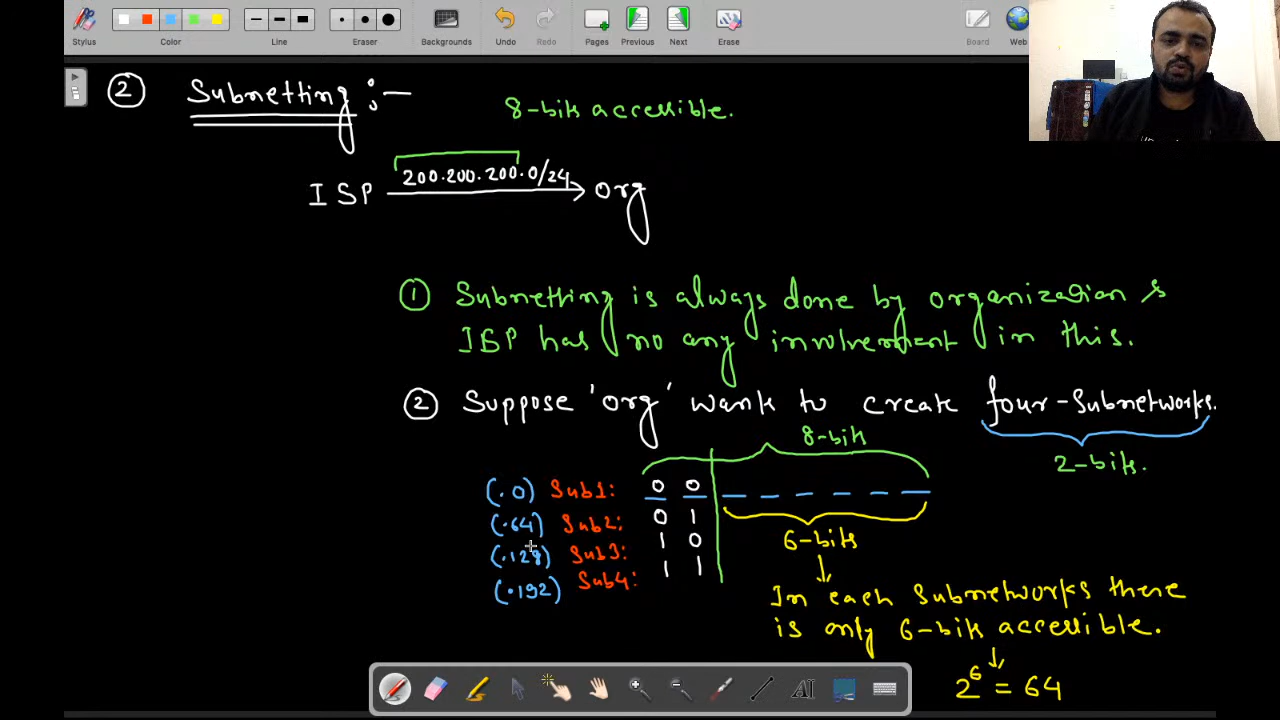 Stylus Color Line Eraser Backgrounds Undo Redo Pages Previous Next Erase Board Web
② Subnetting :-
8-bits accessible.
ISP 200.200.200.0/24 org
① Subnetting is always done by organization &
ISP has no any involvement in this.
② Suppose 'org' wants to create four-Subnetworks.
8-bits
2-bits.
(.0) Sub1: 0 0
(.64) Sub2: 0 1
(.128) Sub3: 1 0
(.192) Sub4: 1 1
6-bits
In each subnetworks there
is only 6-bits accessible.
2^6 = 64
AI